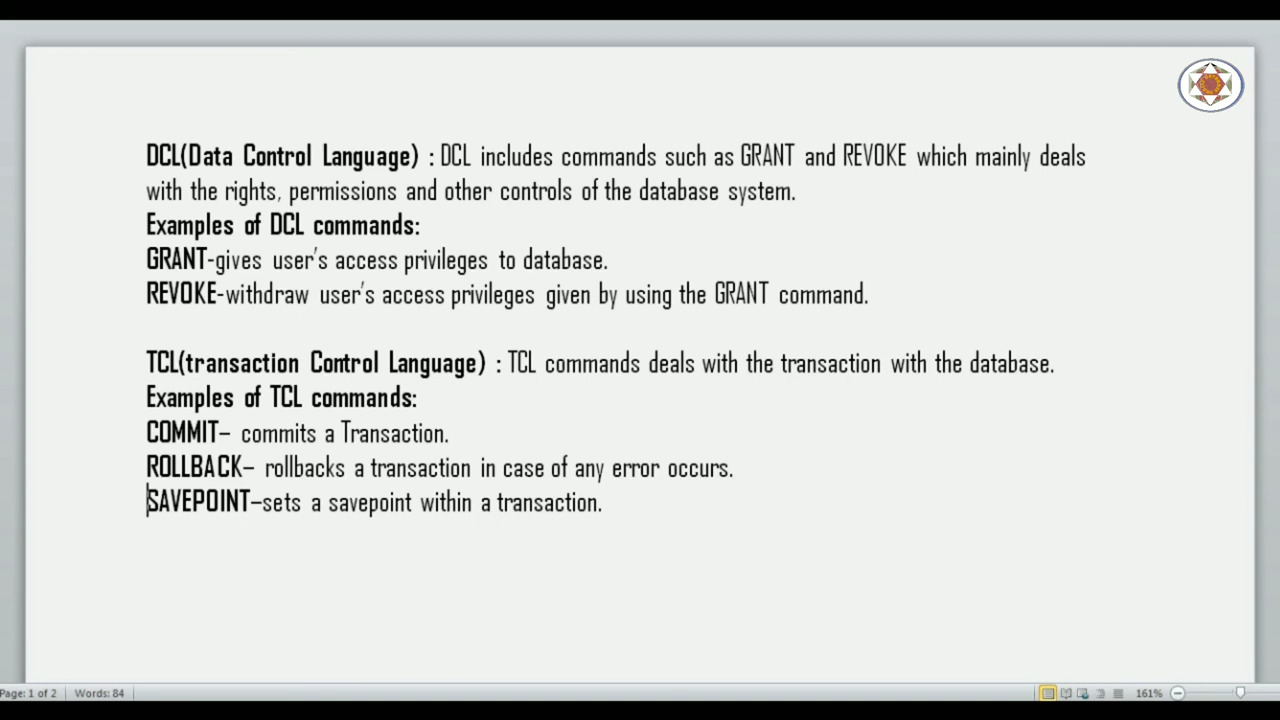 DCL(Data Control Language) : DCL includes commands such as GRANT and REVOKE which mainly deals
with the rights, permissions and other controls of the database system.
Examples of DCL commands:
GRANT-gives user's access privileges to database.
REVOKE-withdraw user's access privileges given by using the GRANT command.
TCL(transaction Control Language) : TCL commands deals with the transaction with the database.
Examples of TCL commands:
COMMIT– commits a Transaction.
ROLLBACK– rollbacks a transaction in case of any error occurs.
SAVEPOINT–sets a savepoint within a transaction.
Page: 1 of 2 Words: 84 161%